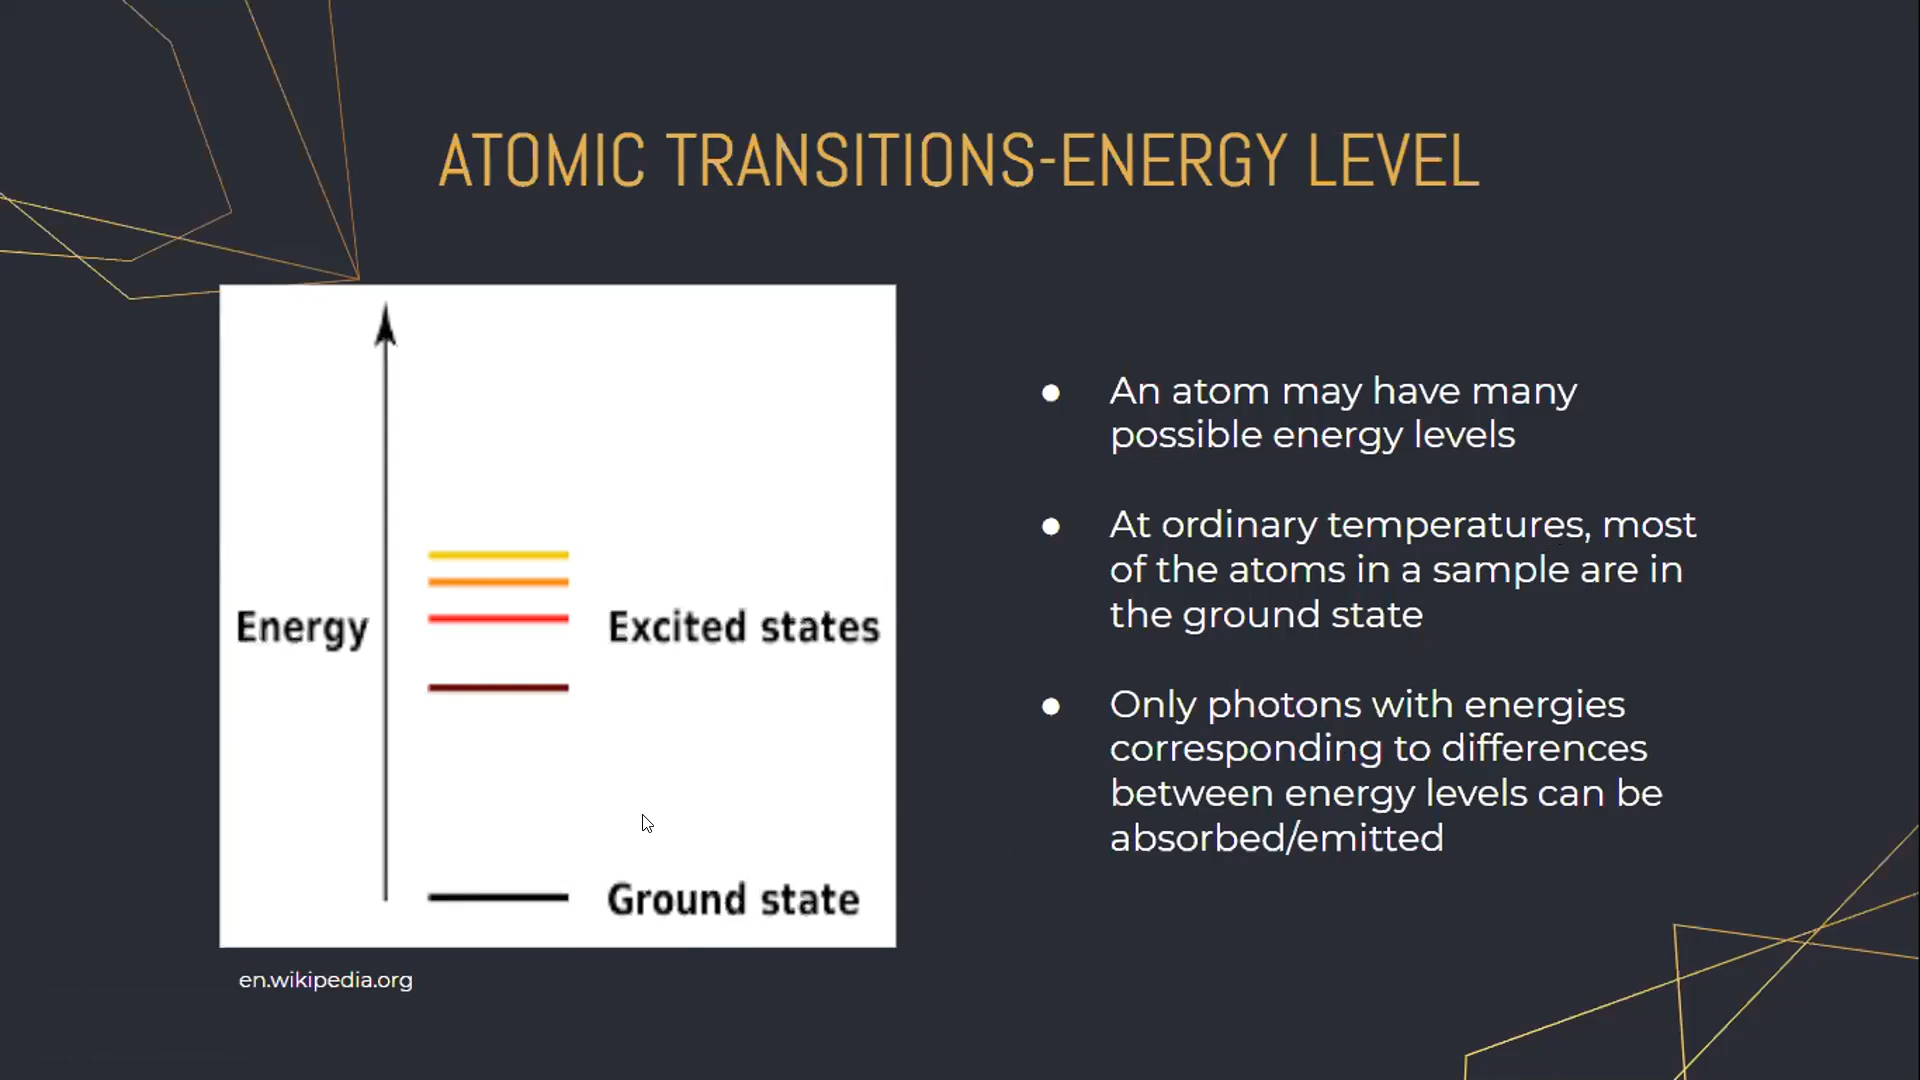 ATOMIC TRANSITIONS-ENERGY LEVEL
Energy
Excited states
Ground state
en.wikipedia.org
● An atom may have many
possible energy levels
● At ordinary temperatures, most
of the atoms in a sample are in
the ground state
● Only photons with energies
corresponding to differences
between energy levels can be
absorbed/emitted